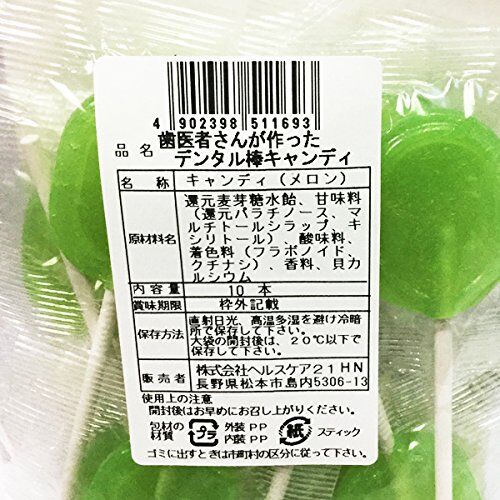 4 902398 511693
品 名 歯医者さんが作った
デンタル棒キャンディ
名 称 キャンディ（メロン）
原材料名 還元麦芽糖水飴、甘味料
（還元パラチノース、マル
チトールシラップ、キ
シリトール）、酸味料、
着色料（フラボノイド、
クチナシ）、香料、貝カ
ルシウム
内 容 量 10 本
賞味期限 枠外記載
保存方法 直射日光、高温多湿を避け冷暗
所で保存して下さい。
大袋の開封後は、20℃以下で
保存して下さい。
販 売 者 株式会社ヘルスケア２１ＨＮ
長野県松本市島内5306-13
使用上の注意
開封後はお早めにお召し上がりください。
包材の材質 プラ 外装 PP 内装 PP 紙 スティック
ゴミに出すときは市町村の区分に従って下さい。